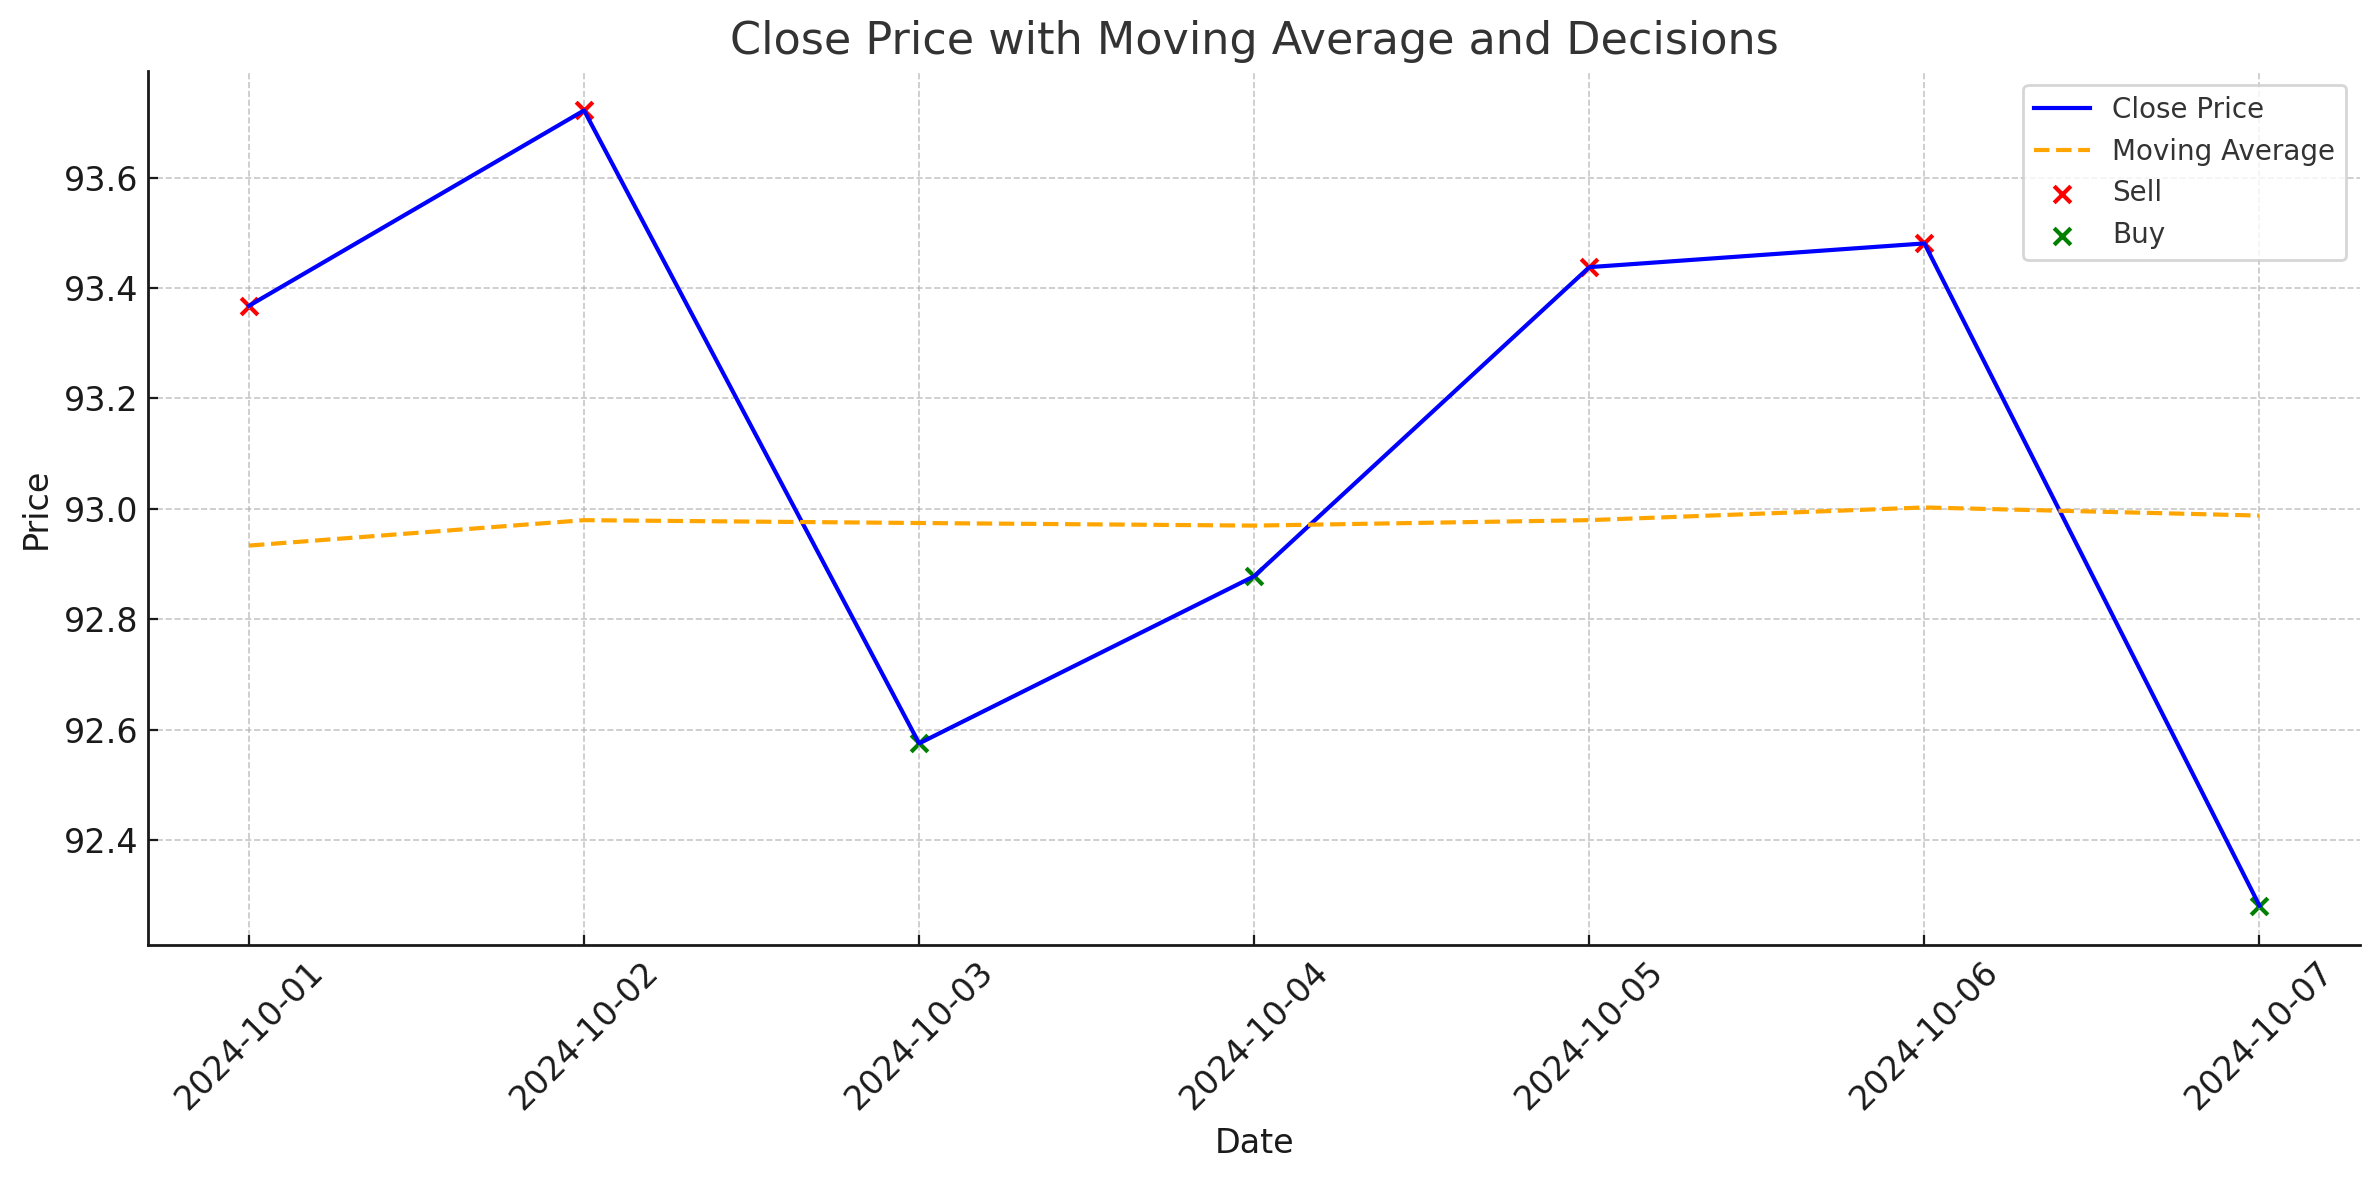 Close Price with Moving Average and Decisions
Close Price
Moving Average
Sell
Buy
Price
93.6
93.4
93.2
93.0
92.8
92.6
92.4
2024-10-01
2024-10-02
2024-10-03
2024-10-04
2024-10-05
2024-10-06
2024-10-07
Date